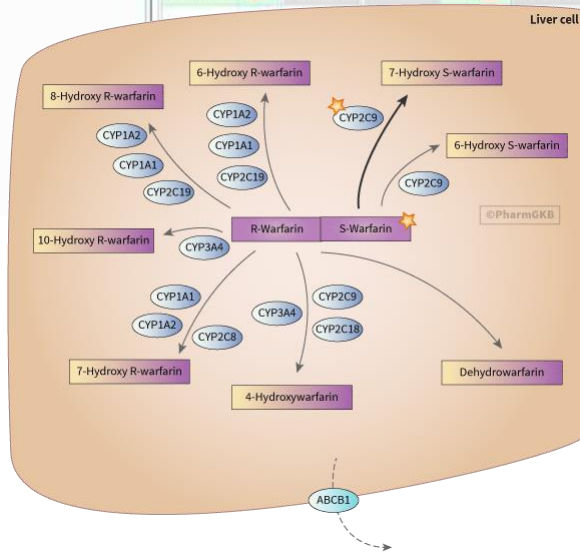 Liver cell
6-Hydroxy R-warfarin
7-Hydroxy S-warfarin
8-Hydroxy R-warfarin
CYP1A2
CYP2C9
CYP1A2
CYP1A1
6-Hydroxy S-warfarin
CYP1A1
CYP2C19
CYP2C9
CYP2C19
©PharmGKB
R-Warfarin
S-Warfarin
10-Hydroxy R-warfarin
CYP3A4
CYP1A1
CYP2C9
CYP3A4
CYP1A2
CYP2C18
CYP2C8
7-Hydroxy R-warfarin
Dehydrowarfarin
4-Hydroxywarfarin
ABCB1